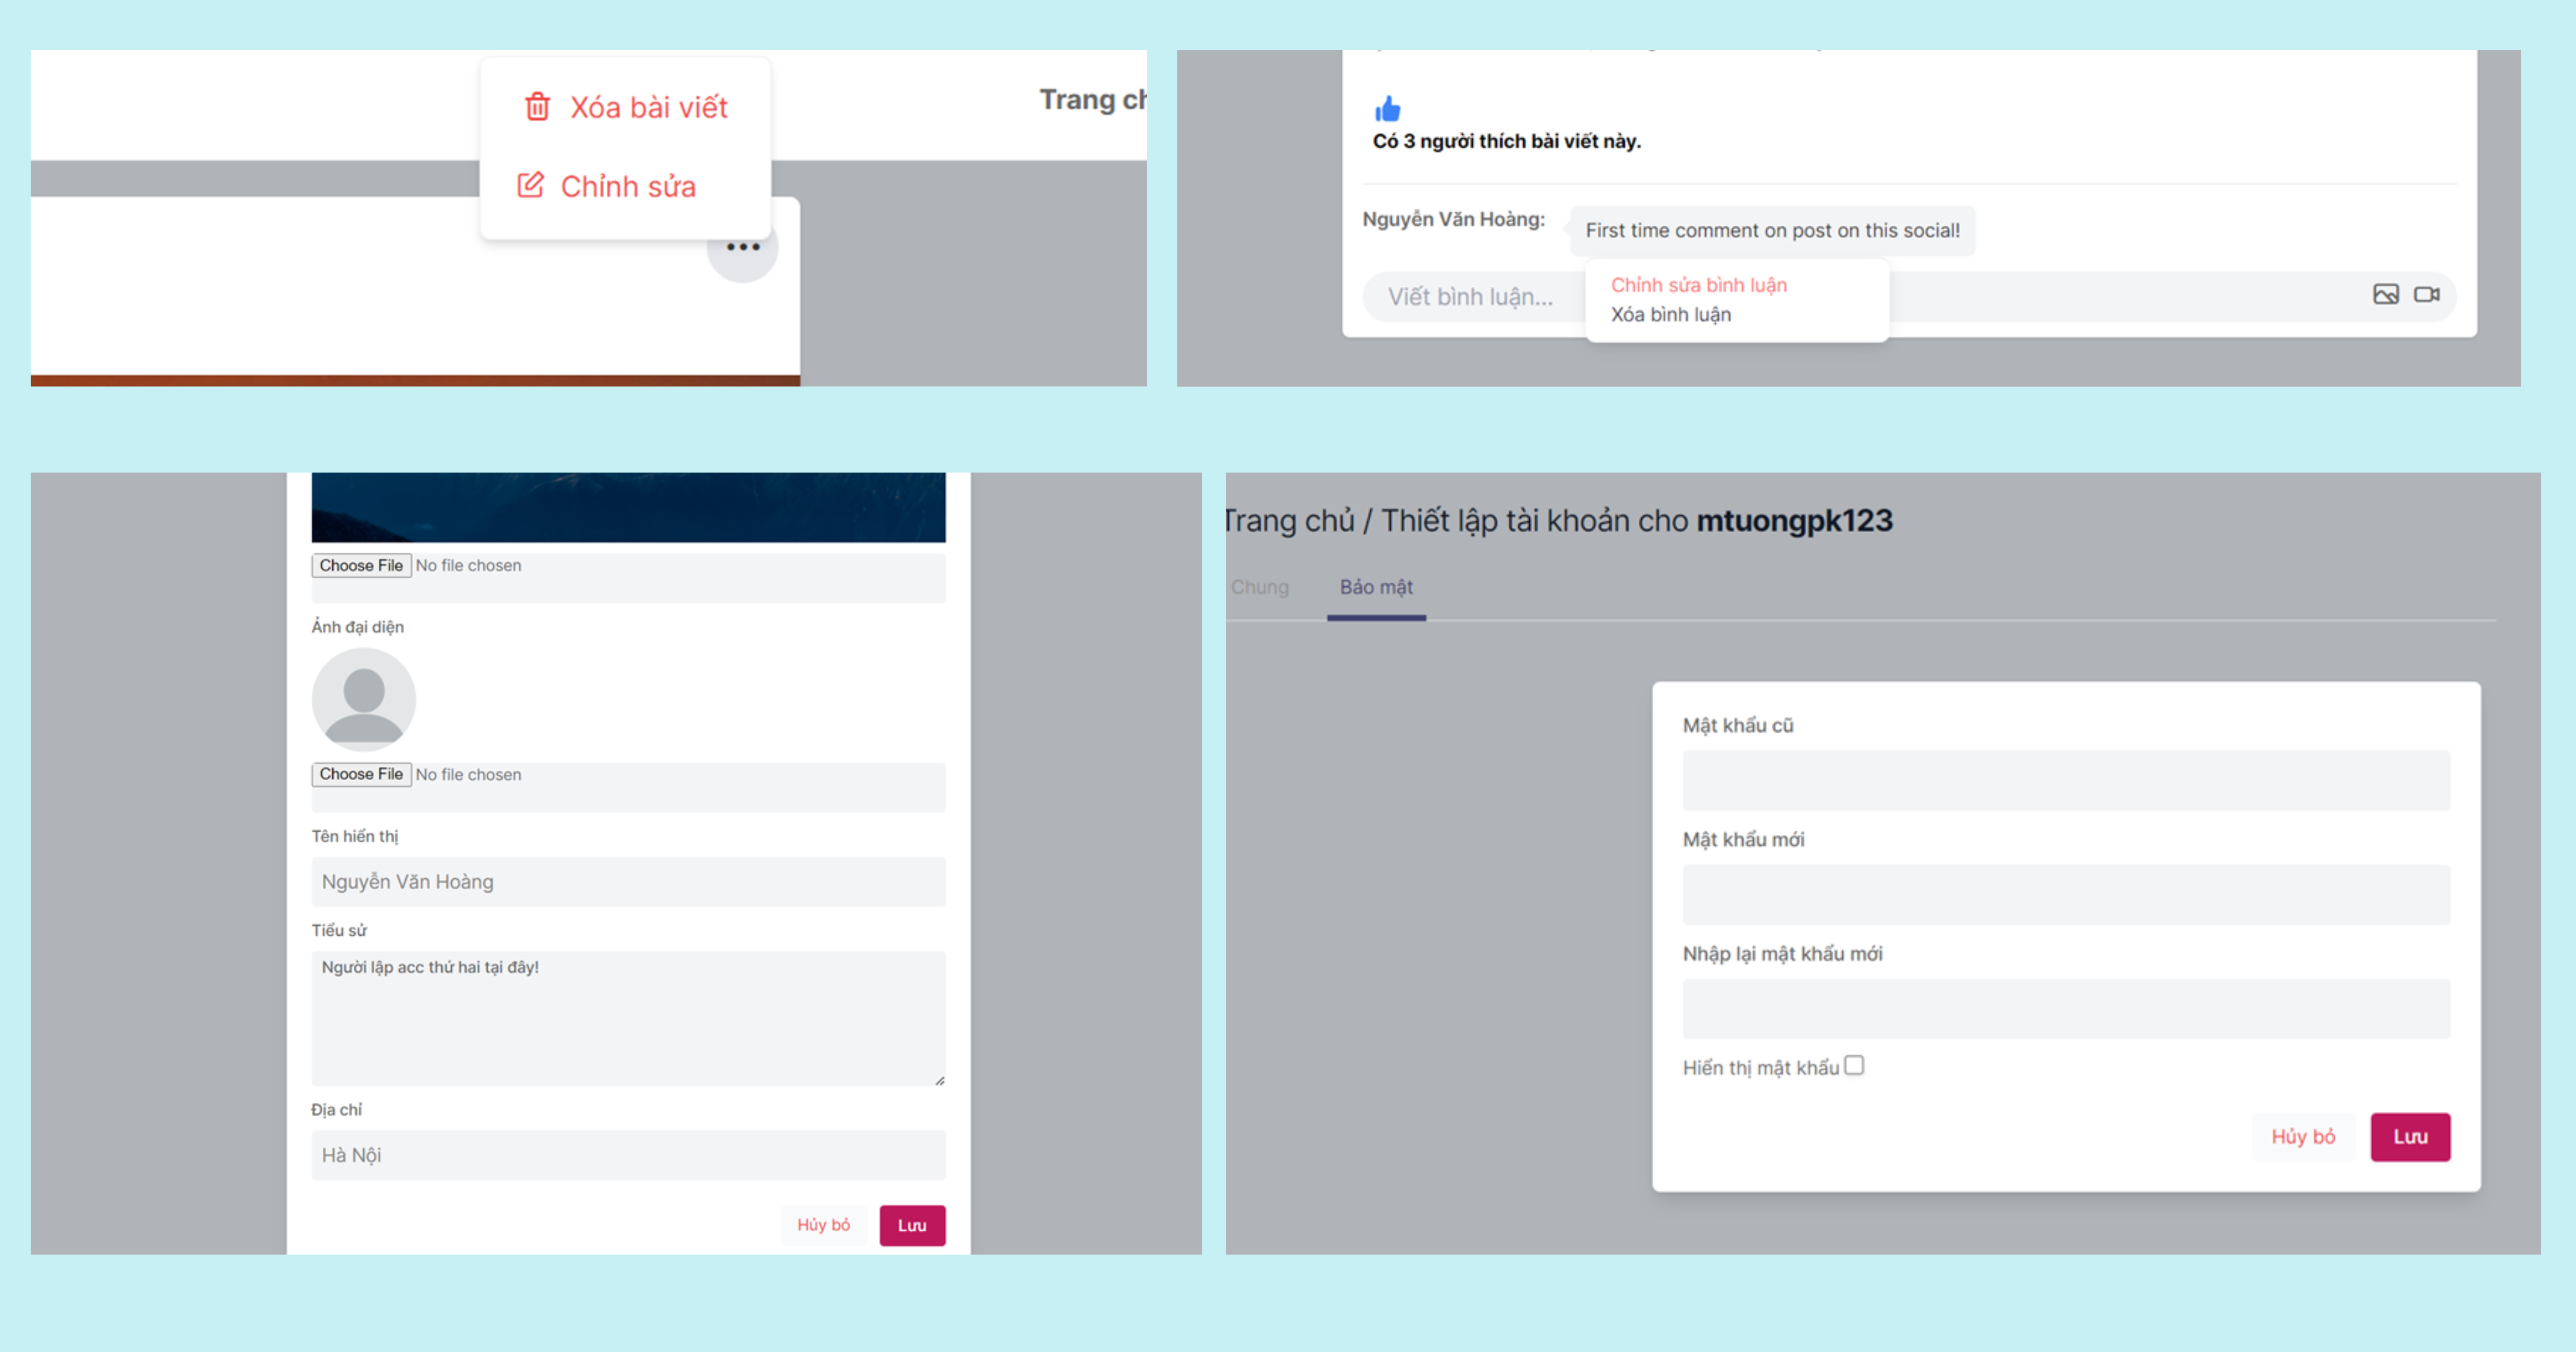 Xóa bài viết
Chỉnh sửa
Trang ch
Có 3 người thích bài viết này.
Nguyễn Văn Hoàng:
First time comment on post on this social!
Viết bình luận...
Chỉnh sửa bình luận
Xóa bình luận
Choose File No file chosen
Ảnh đại diện
Choose File No file chosen
Tên hiển thị
Nguyễn Văn Hoàng
Tiểu sử
Người lập acc thứ hai tại đây!
Địa chỉ
Hà Nội
Hủy bỏ
Lưu
Trang chủ / Thiết lập tài khoản cho mtuongpk123
Chung
Bảo mật
Mật khẩu cũ
Mật khẩu mới
Nhập lại mật khẩu mới
Hiển thị mật khẩu
Hủy bỏ
Lưu